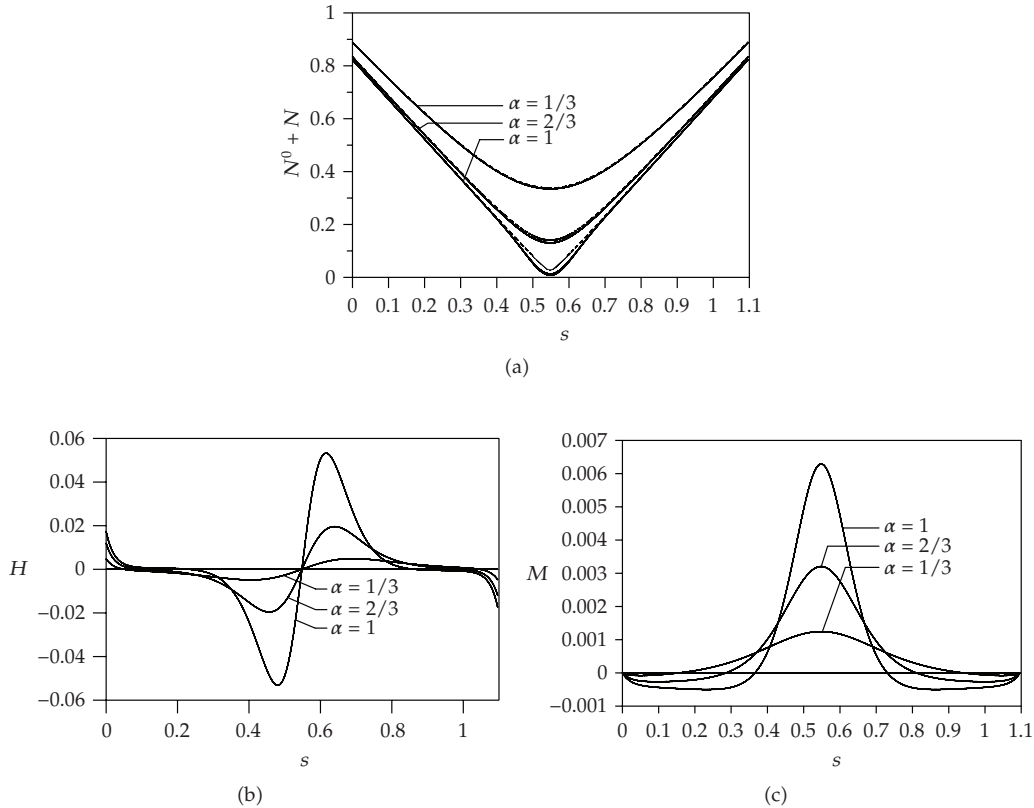 1
0.8
0.6
0.4
0.2
0
N⁰ + N
α = 1/3
α = 2/3
α = 1
0 0.1 0.2 0.3 0.4 0.5 0.6 0.7 0.8 0.9 1 1.1
s
(a)
0.06
0.04
0.02
0
−0.02
−0.04
−0.06
H
α = 1/3
α = 2/3
α = 1
0 0.2 0.4 0.6 0.8 1
s
(b)
0.007
0.006
0.005
0.004
0.003
0.002
0.001
0
−0.001
M
α = 1
α = 2/3
α = 1/3
0 0.1 0.2 0.3 0.4 0.5 0.6 0.7 0.8 0.9 1 1.1
s
(c)